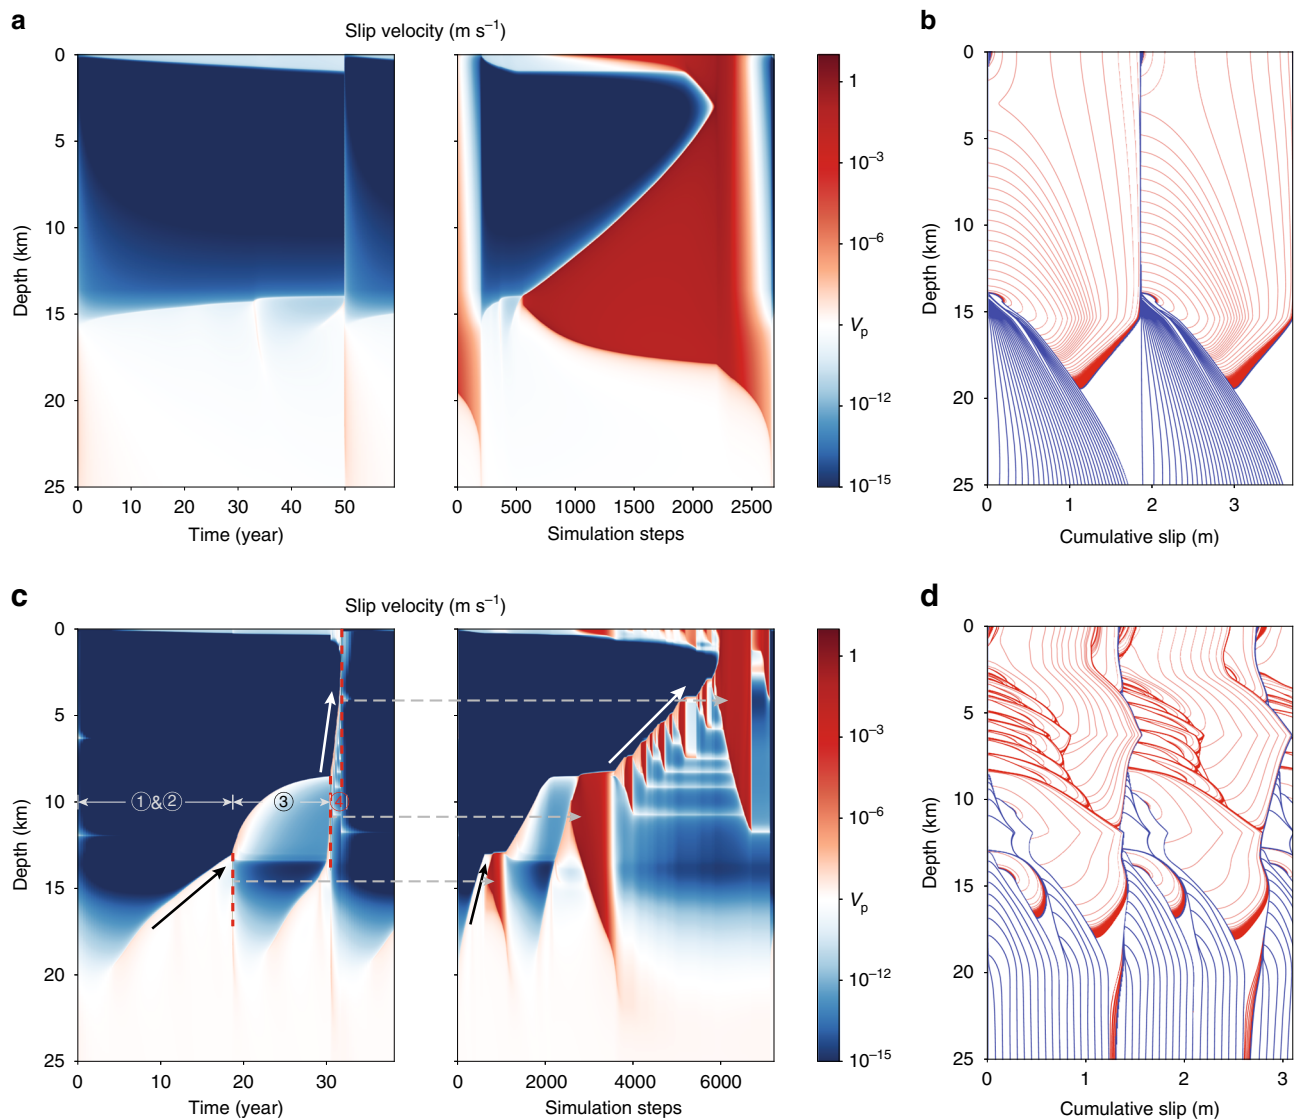 a
Slip velocity (m s⁻¹)
b
0
5
10
15
20
25
Depth (km)
0 10 20 30 40 50
Time (year)
0 500 1000 1500 2000 2500
Simulation steps
1
10⁻³
10⁻⁶
Vₚ
10⁻¹²
10⁻¹⁵
0
5
10
15
20
25
Depth (km)
0 1 2 3
Cumulative slip (m)
c
Slip velocity (m s⁻¹)
d
0
5
10
15
20
25
Depth (km)
①&② ③ ④
0 10 20 30
Time (year)
0 2000 4000 6000
Simulation steps
1
10⁻³
10⁻⁶
Vₚ
10⁻¹²
10⁻¹⁵
0
5
10
15
20
25
Depth (km)
0 1 2 3
Cumulative slip (m)